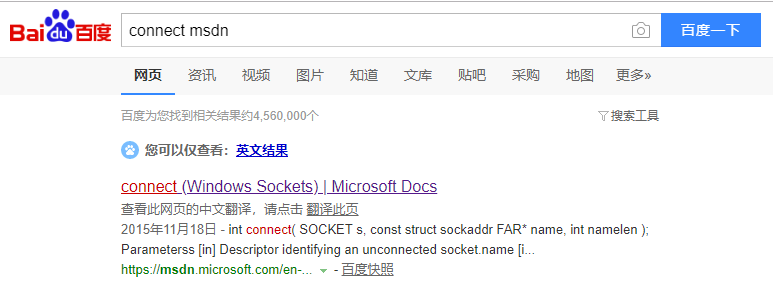 Bai du 百度 connect msdn 百度一下
网页 资讯 视频 图片 知道 文库 贴吧 采购 地图 更多»
百度为您找到相关结果约4,560,000个 搜索工具
您可以仅查看：英文结果
connect (Windows Sockets) | Microsoft Docs
查看此网页的中文翻译，请点击 翻译此页
2015年11月18日 - int connect( SOCKET s, const struct sockaddr FAR* name, int namelen );
Parameterss [in] Descriptor identifying an unconnected socket.name [i...
https://msdn.microsoft.com/en-... - 百度快照